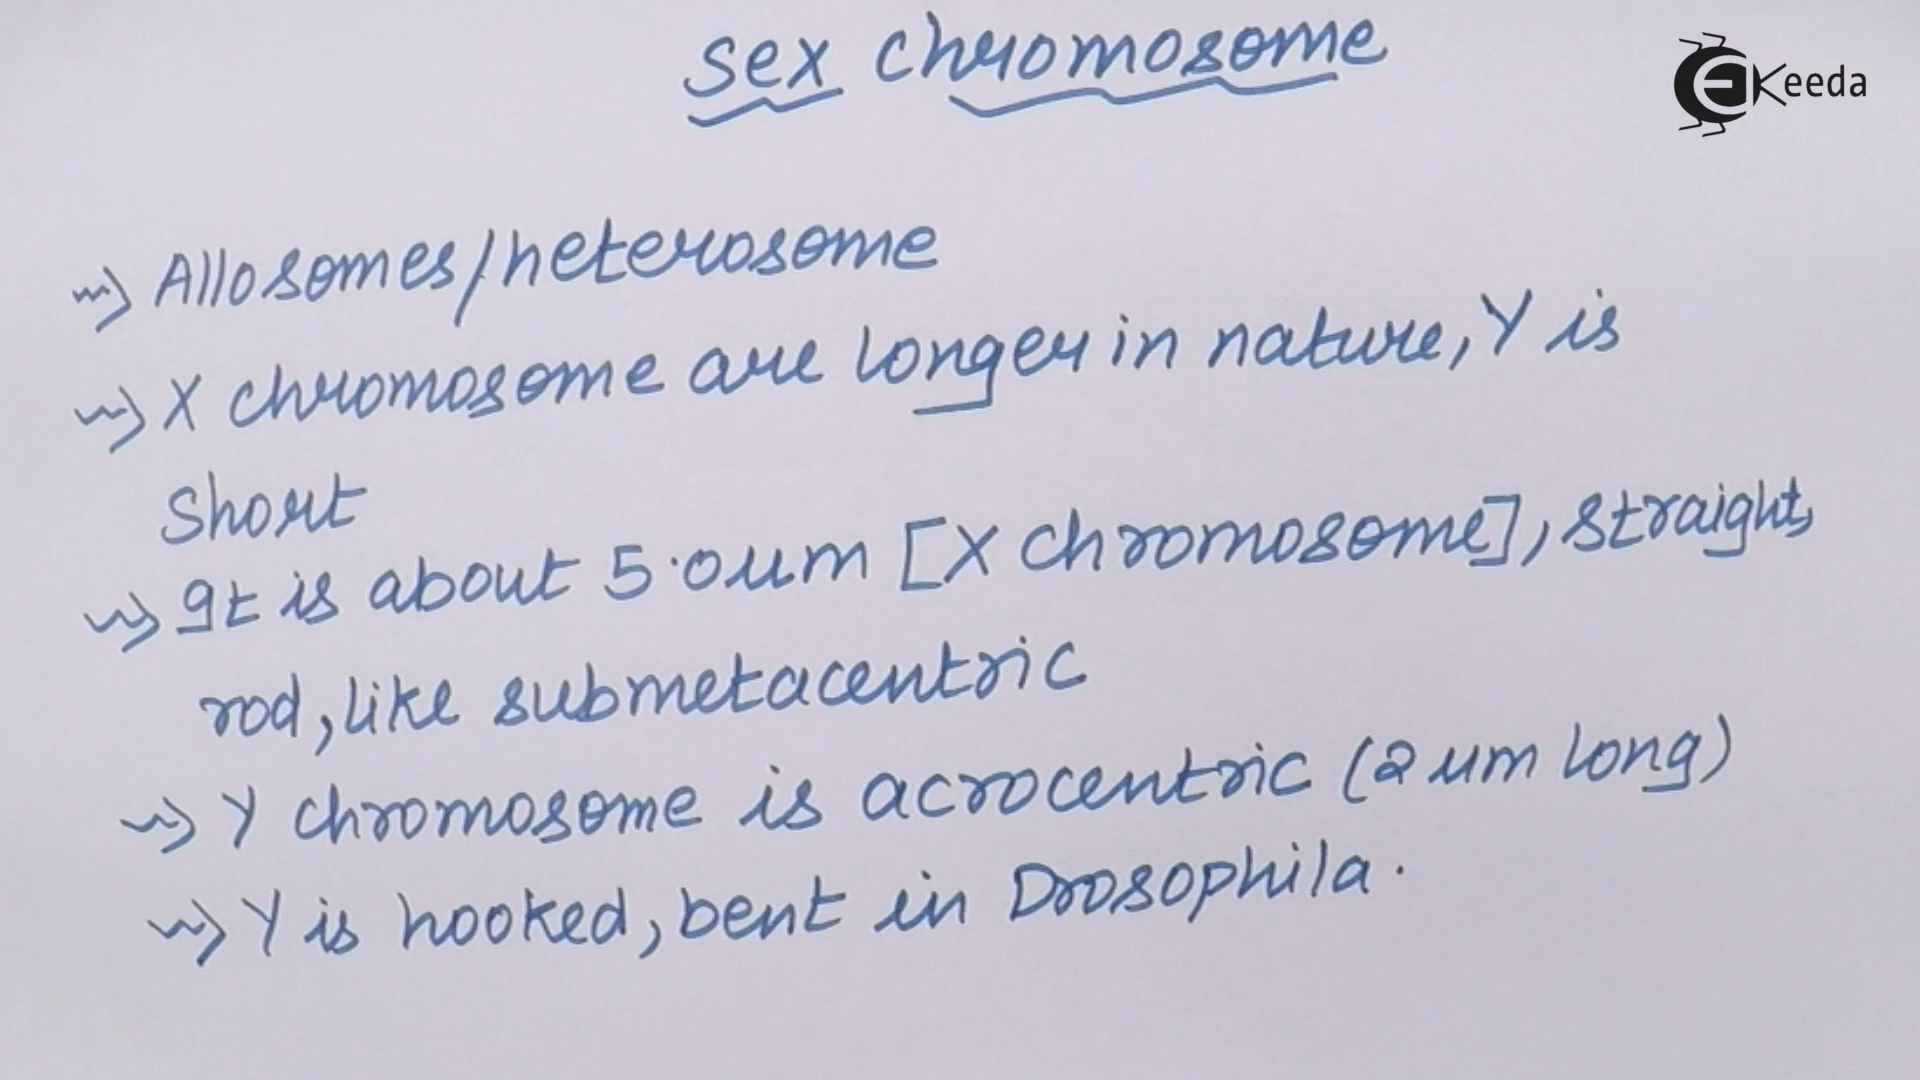 sex chromosome
EKeeda
Allosomes/heterosome
X chromosome are longer in nature, Y is
Short
It is about 5.0um [X chromosome], straight,
rod, like submetacentric
Y chromosome is acrocentric (2 um long)
Y is hooked, bent in Drosophila.